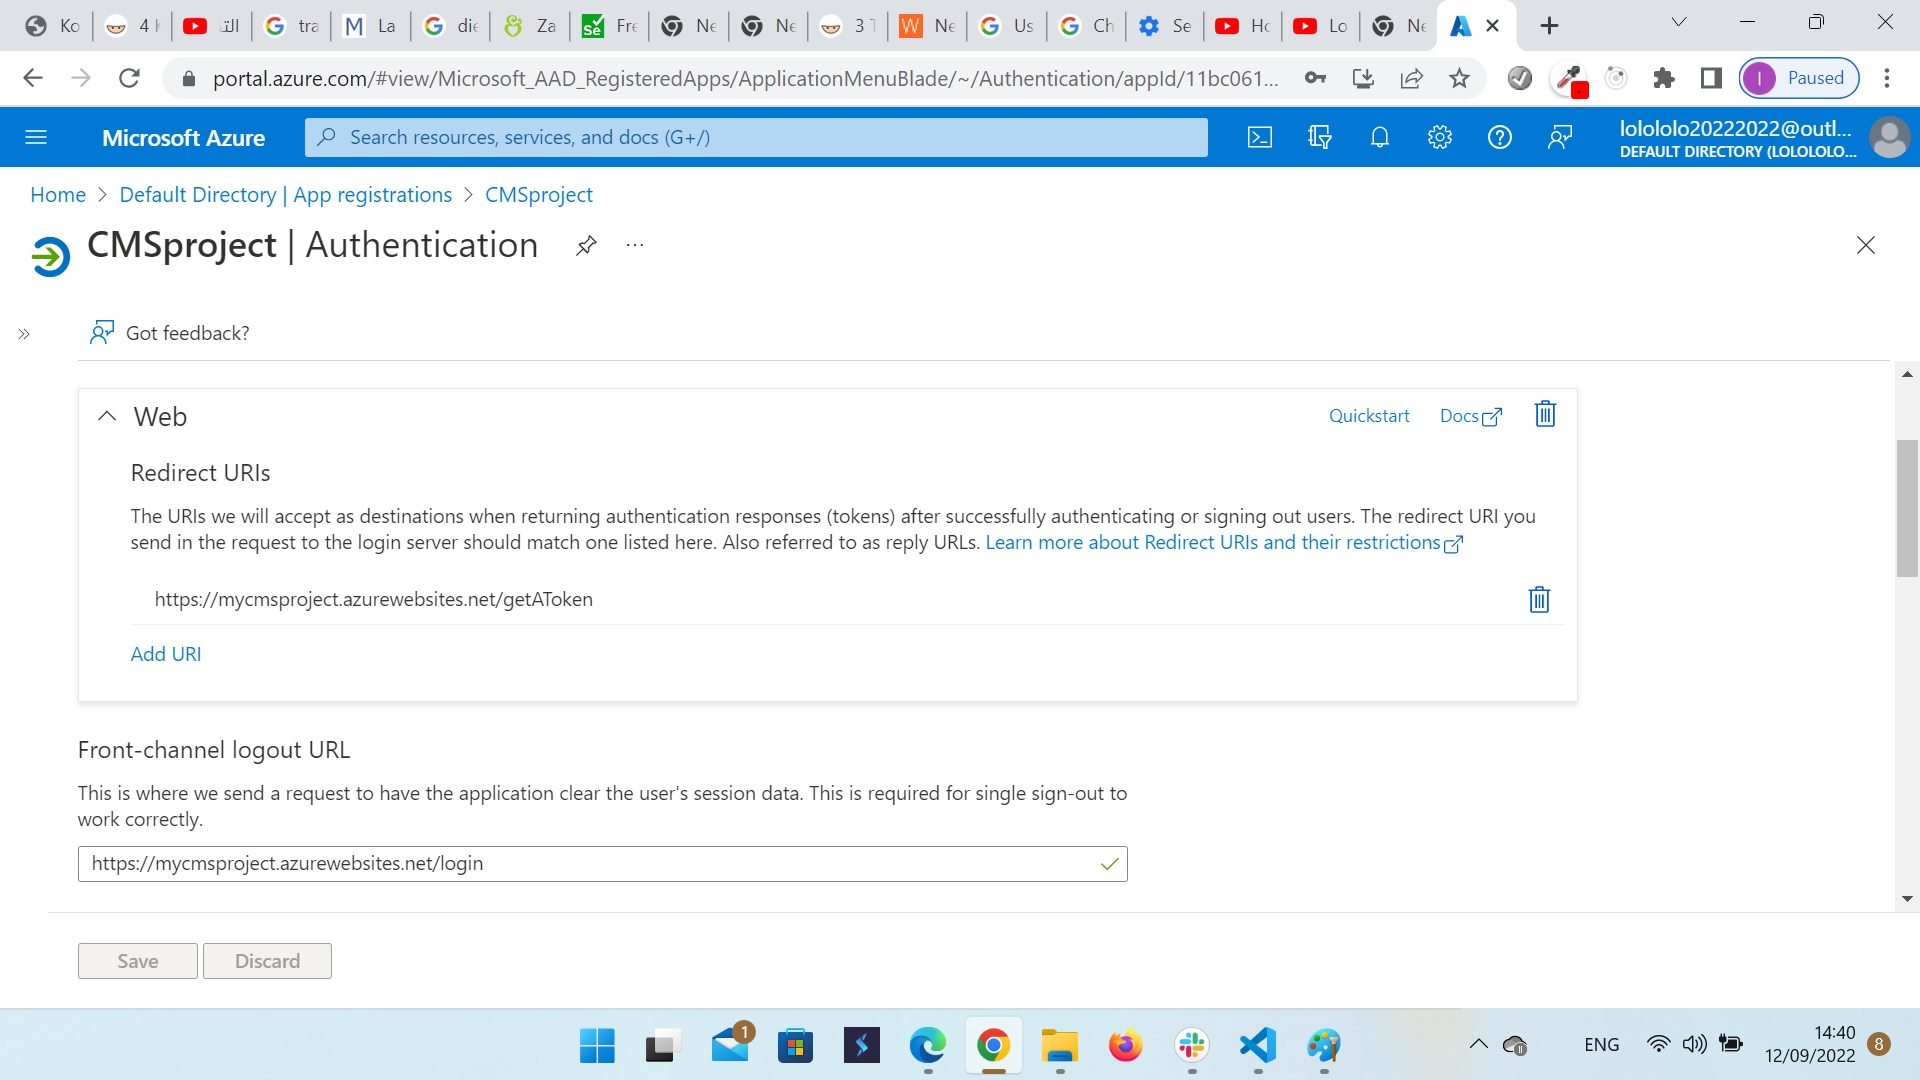 Ko
4 k
التـ
tra
La
die
Za
Fre
Ne
Ne
3 T
Ne
Us
Ch
Se
Ho
Lo
Ne
portal.azure.com/#view/Microsoft_AAD_RegisteredApps/ApplicationMenuBlade/~/Authentication/appId/11bc061...
I
Paused
Microsoft Azure
Search resources, services, and docs (G+/)
lolololo20222022@outl...
DEFAULT DIRECTORY (LOLOLOLO...
Home > Default Directory | App registrations > CMSproject
CMSproject | Authentication
Got feedback?
Web
Quickstart
Docs
Redirect URIs
The URIs we will accept as destinations when returning authentication responses (tokens) after successfully authenticating or signing out users. The redirect URI you
send in the request to the login server should match one listed here. Also referred to as reply URLs. Learn more about Redirect URIs and their restrictions
https://mycmsproject.azurewebsites.net/getAToken
Add URI
Front-channel logout URL
This is where we send a request to have the application clear the user's session data. This is required for single sign-out to
work correctly.
https://mycmsproject.azurewebsites.net/login
Save
Discard
1
ENG
14:40
12/09/2022
8